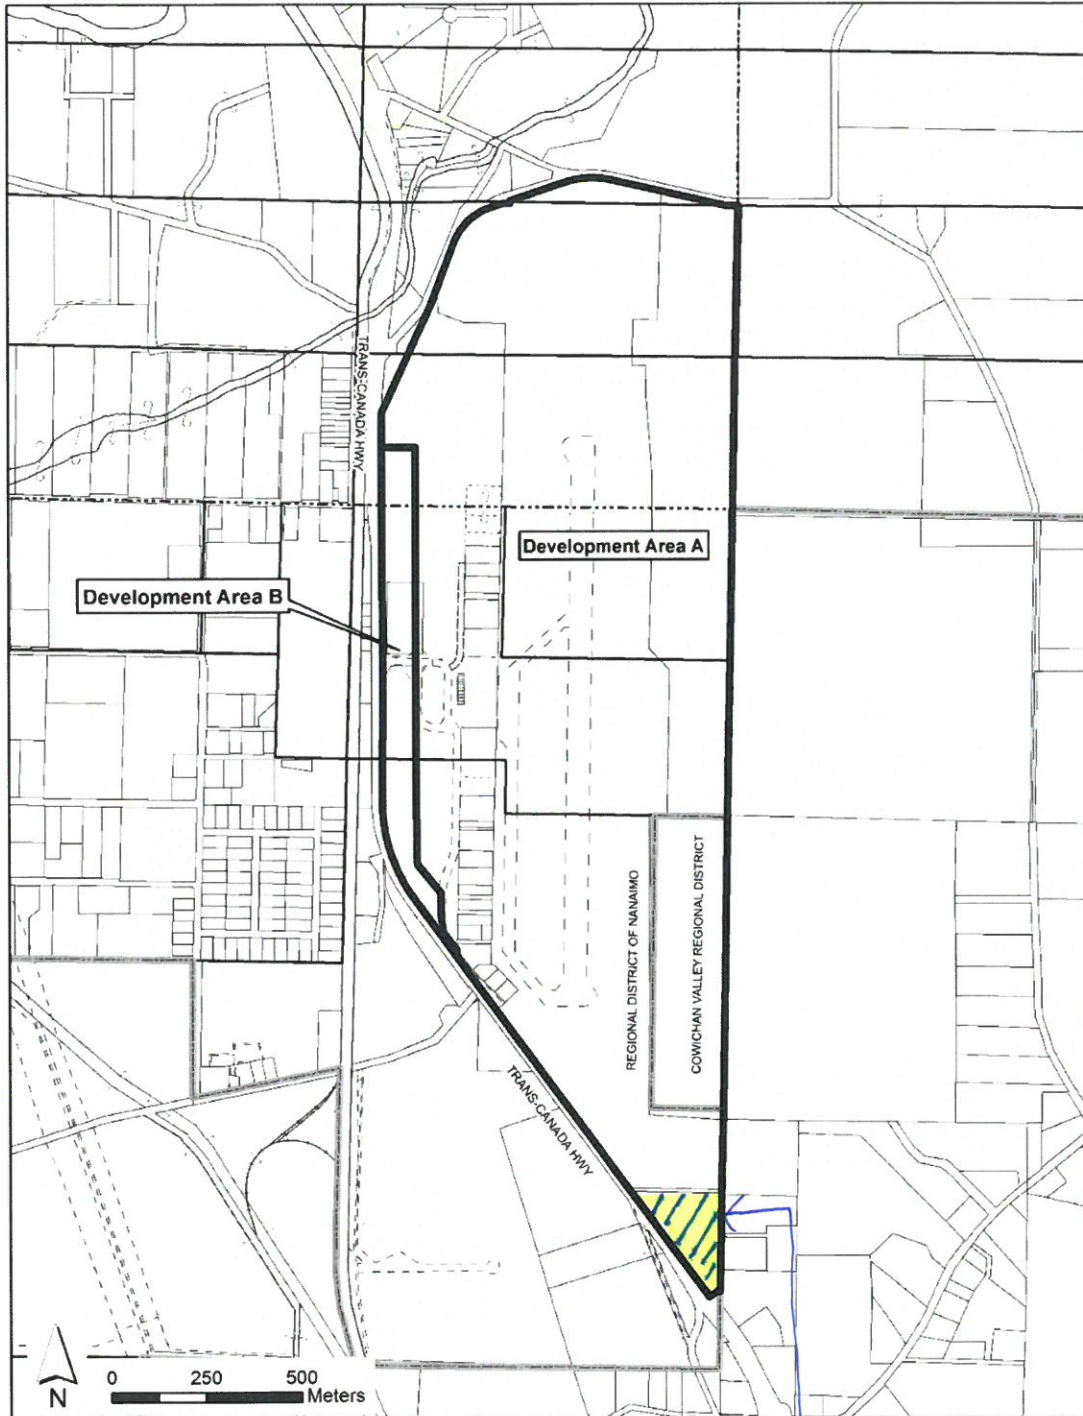 TRANS-CANADA HWY
Development Area A
Development Area B
REGIONAL DISTRICT OF NANAIMO
COWICHAN VALLEY REGIONAL DISTRICT
TRANS-CANADA HWY
N
0 250 500
Meters